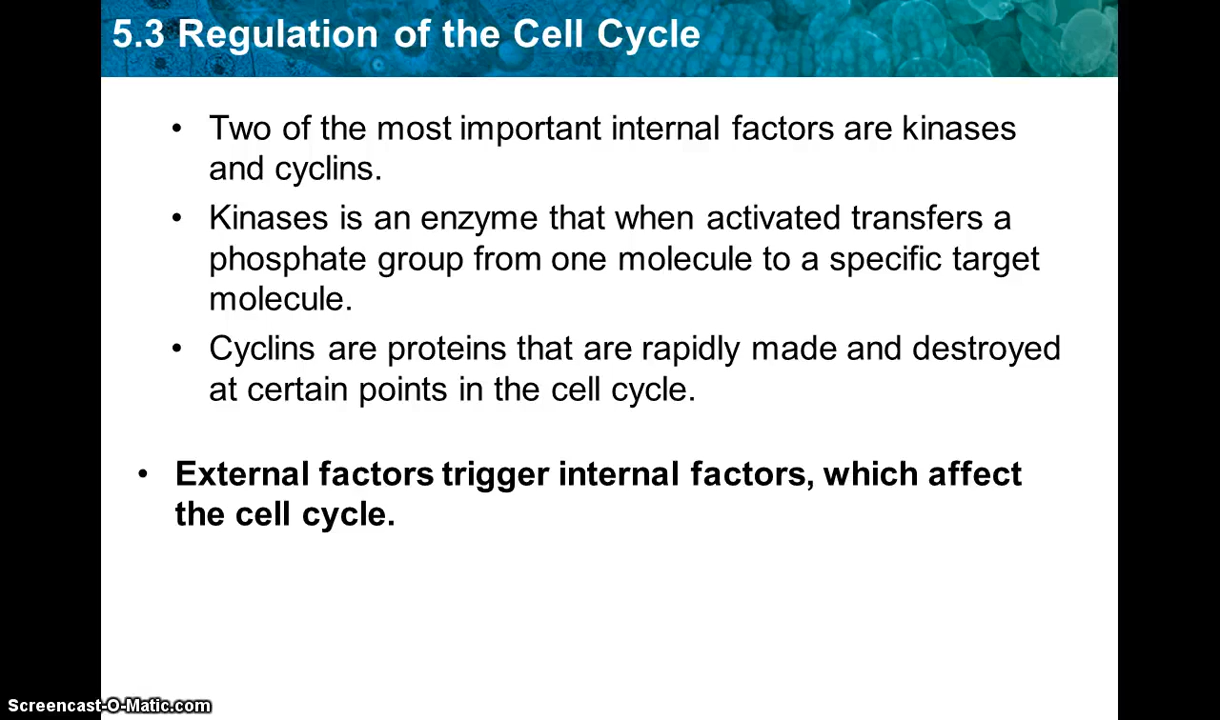 5.3 Regulation of the Cell Cycle
• Two of the most important internal factors are kinases
and cyclins.
• Kinases is an enzyme that when activated transfers a
phosphate group from one molecule to a specific target
molecule.
• Cyclins are proteins that are rapidly made and destroyed
at certain points in the cell cycle.
• External factors trigger internal factors, which affect
the cell cycle.
Screencast-O-Matic.com